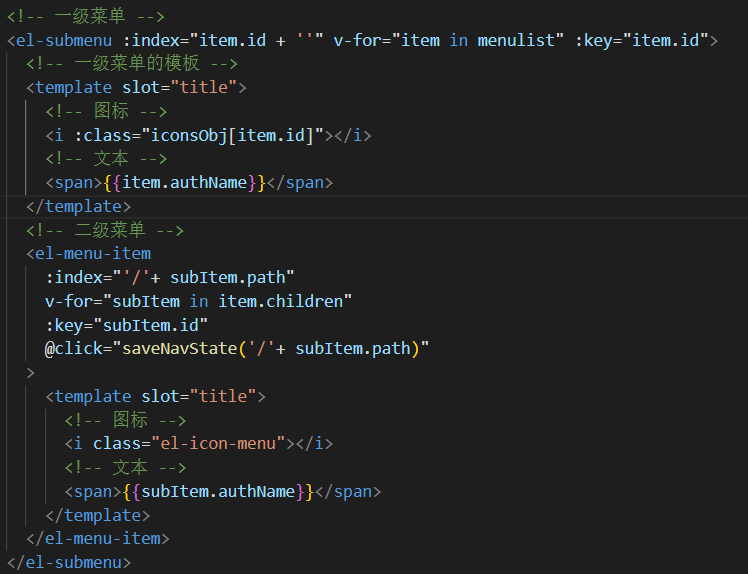 <!-- 一级菜单 -->
<el-submenu :index="item.id + ''" v-for="item in menulist" :key="item.id">
<!-- 一级菜单的模板 -->
<template slot="title">
<!-- 图标 -->
<i :class="iconsObj[item.id]"></i>
<!-- 文本 -->
<span>{{item.authName}}</span>
</template>
<!-- 二级菜单 -->
<el-menu-item
:index="'/'+ subItem.path"
v-for="subItem in item.children"
:key="subItem.id"
@click="saveNavState('/'+ subItem.path)"
>
<template slot="title">
<!-- 图标 -->
<i class="el-icon-menu"></i>
<!-- 文本 -->
<span>{{subItem.authName}}</span>
</template>
</el-menu-item>
</el-submenu>